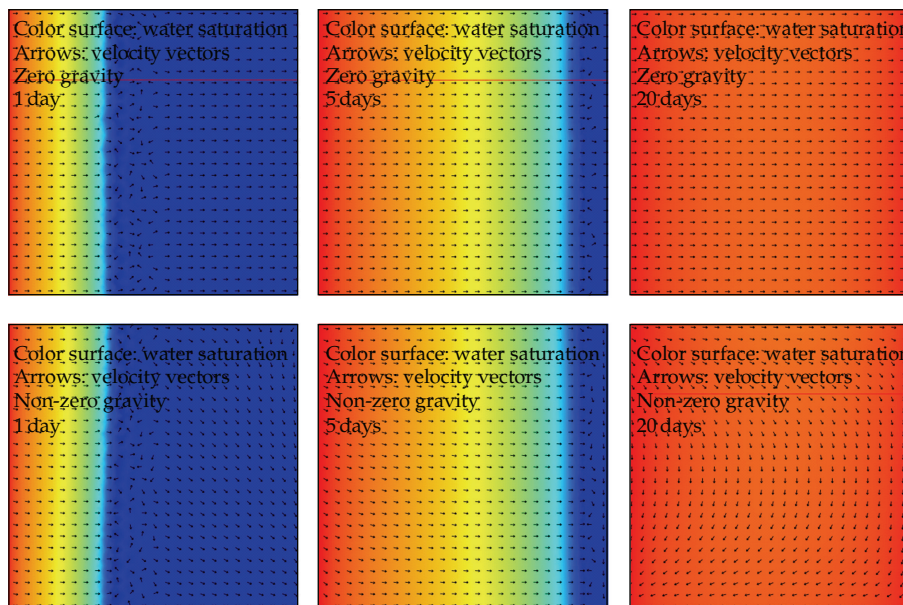 Color surface: water saturation
Arrows: velocity vectors
Zero gravity
1 day
Color surface: water saturation
Arrows: velocity vectors
Zero gravity
5 days
Color surface: water saturation
Arrows: velocity vectors
Zero gravity
20 days
Color surface: water saturation
Arrows: velocity vectors
Non-zero gravity
1 day
Color surface: water saturation
Arrows: velocity vectors
Non-zero gravity
5 days
Color surface: water saturation
Arrows: velocity vectors
Non-zero gravity
20 days